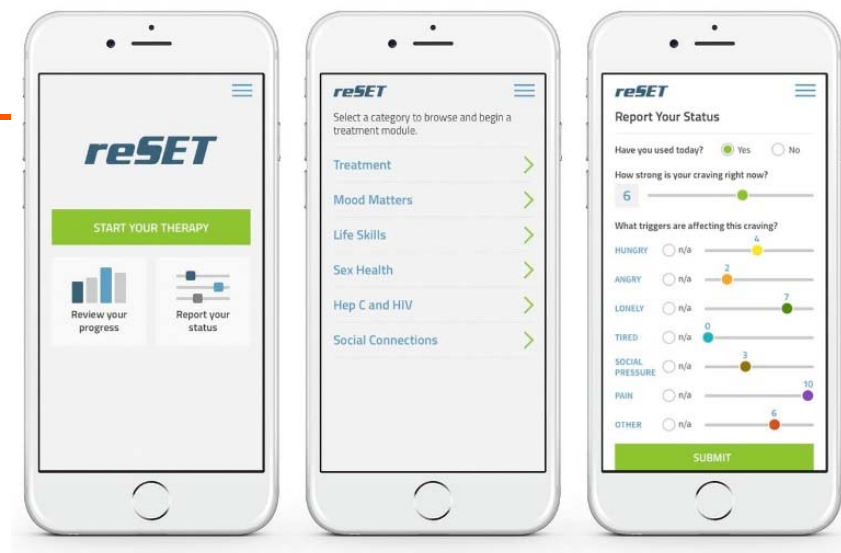 reSET
START YOUR THERAPY
Review your
progress
Report your
status
reSET
Select a category to browse and begin a
treatment module.
Treatment
Mood Matters
Life Skills
Sex Health
Hep C and HIV
Social Connections
reSET
Report Your Status
Have you used today? Yes No
How strong is your craving right now?
6
What triggers are affecting this craving?
HUNGRY n/a 4
ANGRY n/a 2
LONELY n/a 7
TIRED n/a 0
SOCIAL
PRESSURE n/a 3
PAIN n/a 10
OTHER n/a 6
SUBMIT